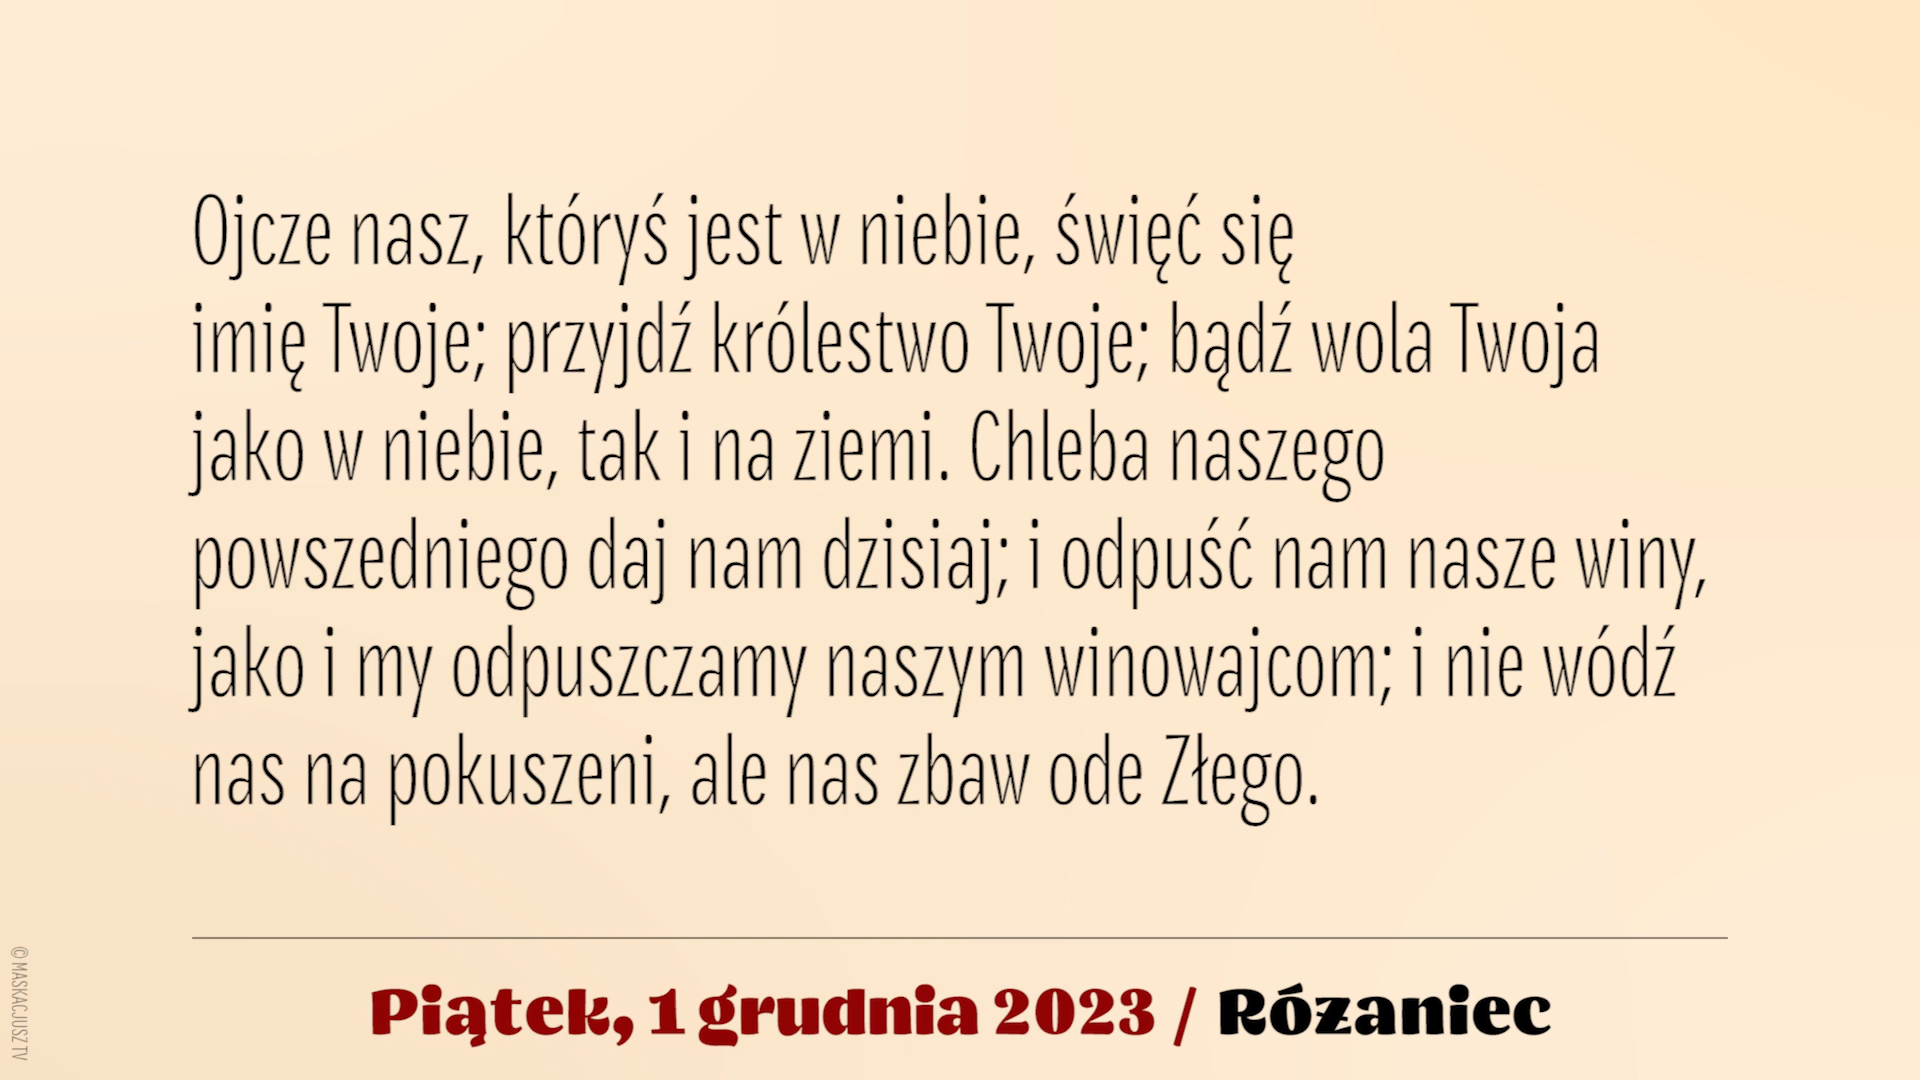 Ojcze nasz, któryś jest w niebie, święć się
imię Twoje; przyjdź królestwo Twoje; bądź wola Twoja
jako w niebie, tak i na ziemi. Chleba naszego
powszedniego daj nam dzisiaj; i odpuść nam nasze winy,
jako i my odpuszczamy naszym winowajcom; i nie wódź
nas na pokuszeni, ale nas zbaw ode Złego.
Piątek, 1 grudnia 2023 / Różaniec
© MASKACJUSZ TV